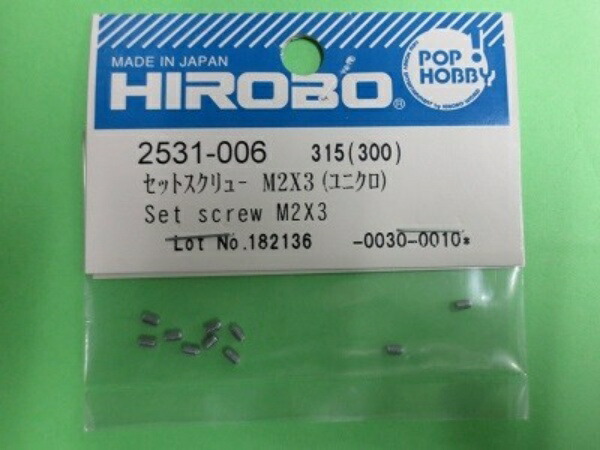 MADE IN JAPAN
HIROBO®
POP!
HOBBY
2531-006 315(300)
セットスクリュー M2X3(ユニクロ)
Set screw M2X3
Lot No.182136 -0030-0010*